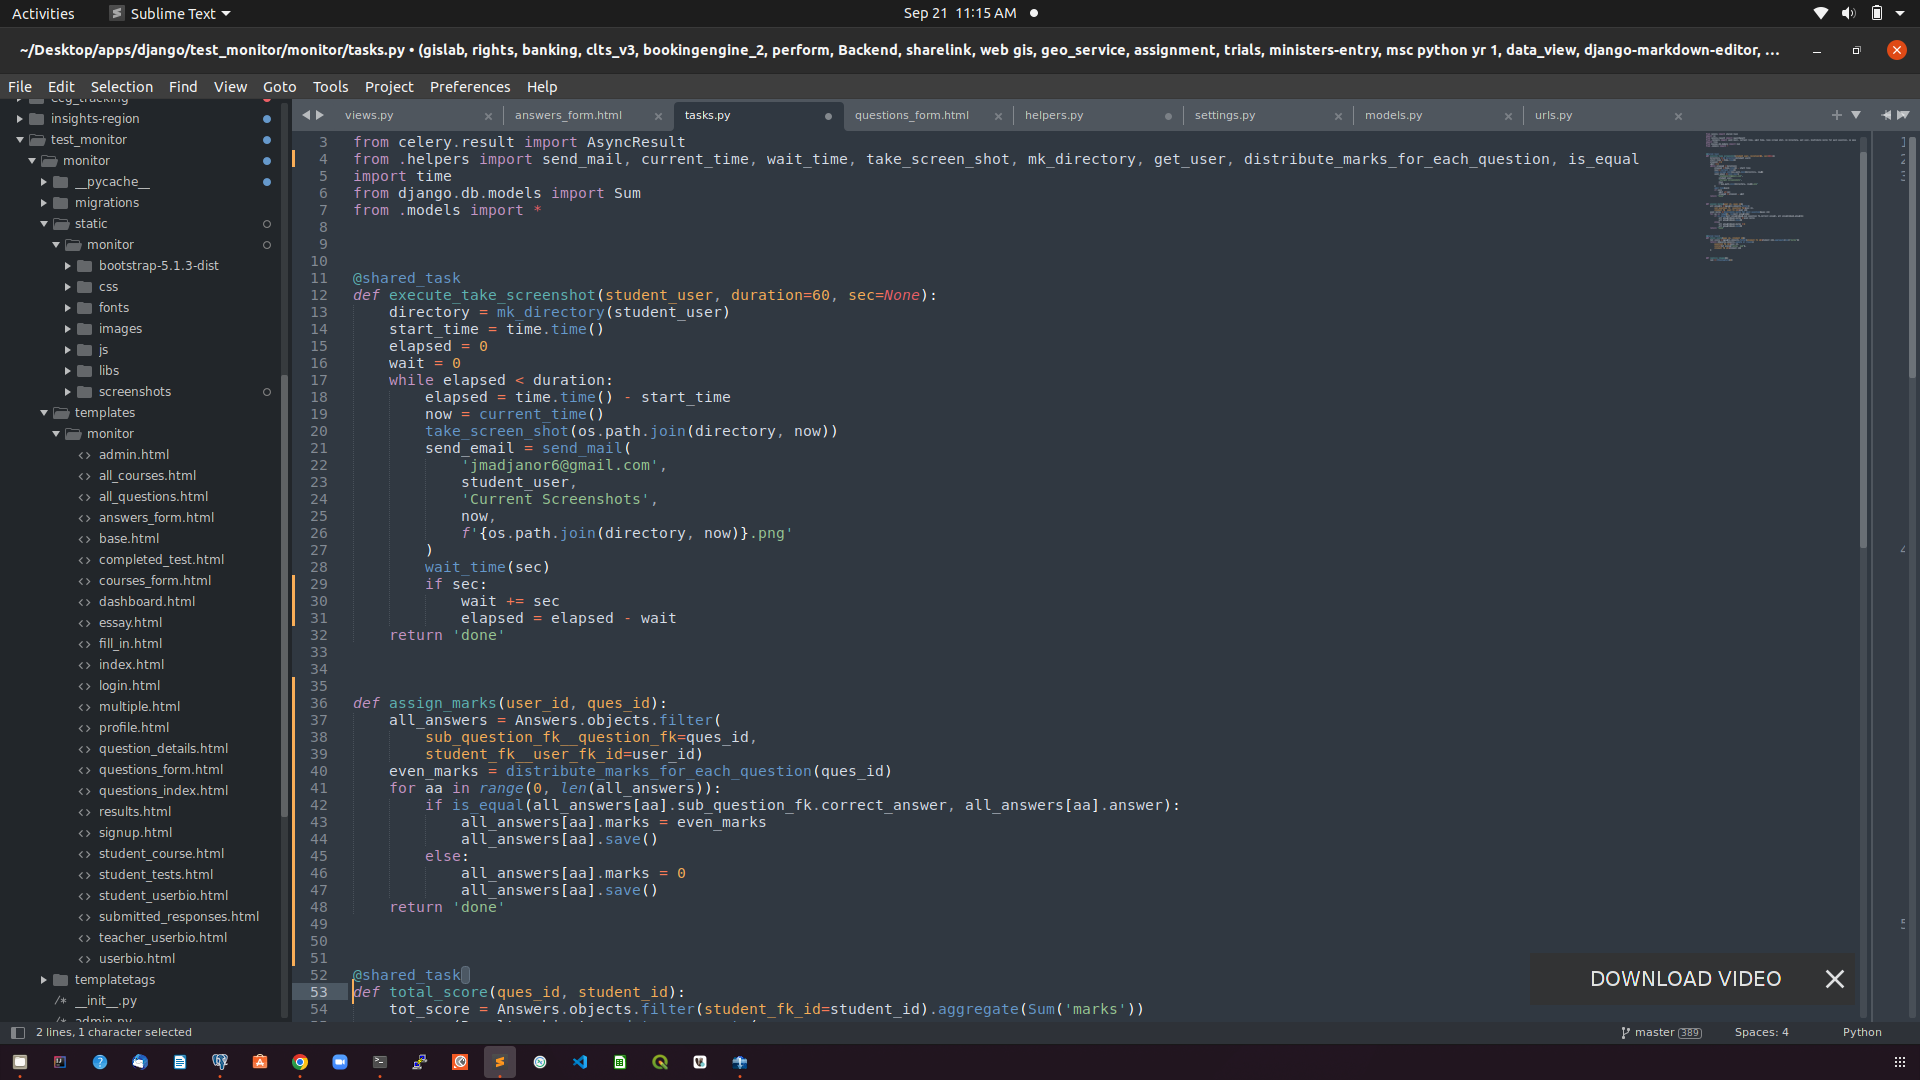 Activities
Sublime Text
Sep 21 11:15 AM
~/Desktop/apps/django/test_monitor/monitor/tasks.py • (gislab, rights, banking, clts_v3, bookingengine_2, perform, Backend, sharelink, web gis, geo_service, assignment, trials, ministers-entry, msc python yr 1, data_view, django-markdown-editor, ...
File Edit Selection Find View Goto Tools Project Preferences Help
insights-region
test_monitor
monitor
__pycache__
migrations
static
monitor
bootstrap-5.1.3-dist
css
fonts
images
js
libs
screenshots
templates
monitor
admin.html
all_courses.html
all_questions.html
answers_form.html
base.html
completed_test.html
courses_form.html
dashboard.html
essay.html
fill_in.html
index.html
login.html
multiple.html
profile.html
question_details.html
questions_form.html
questions_index.html
results.html
signup.html
student_course.html
student_tests.html
student_userbio.html
submitted_responses.html
teacher_userbio.html
userbio.html
templatetags
__init__.py
admin.py
views.py answers_form.html tasks.py questions_form.html helpers.py settings.py models.py urls.py
3 from celery.result import AsyncResult
4 from .helpers import send_mail, current_time, wait_time, take_screen_shot, mk_directory, get_user, distribute_marks_for_each_question, is_equal
5 import time
6 from django.db.models import Sum
7 from .models import *
8
9
10
11 @shared_task
12 def execute_take_screenshot(student_user, duration=60, sec=None):
13     directory = mk_directory(student_user)
14     start_time = time.time()
15     elapsed = 0
16     wait = 0
17     while elapsed < duration:
18         elapsed = time.time() - start_time
19         now = current_time()
20         take_screen_shot(os.path.join(directory, now))
21         send_email = send_mail(
22             'jmadjanor6@gmail.com',
23             student_user,
24             'Current Screenshots',
25             now,
26             f'{os.path.join(directory, now)}.png'
27         )
28         wait_time(sec)
29         if sec:
30             wait += sec
31             elapsed = elapsed - wait
32     return 'done'
33
34
35
36 def assign_marks(user_id, ques_id):
37     all_answers = Answers.objects.filter(
38         sub_question_fk__question_fk=ques_id,
39         student_fk__user_fk_id=user_id)
40     even_marks = distribute_marks_for_each_question(ques_id)
41     for aa in range(0, len(all_answers)):
42         if is_equal(all_answers[aa].sub_question_fk.correct_answer, all_answers[aa].answer):
43             all_answers[aa].marks = even_marks
44             all_answers[aa].save()
45         else:
46             all_answers[aa].marks = 0
47             all_answers[aa].save()
48     return 'done'
49
50
51
52 @shared_task
53 def total_score(ques_id, student_id):
54     tot_score = Answers.objects.filter(student_fk_id=student_id).aggregate(Sum('marks'))
DOWNLOAD VIDEO
2 lines, 1 character selected
master 389
Spaces: 4
Python